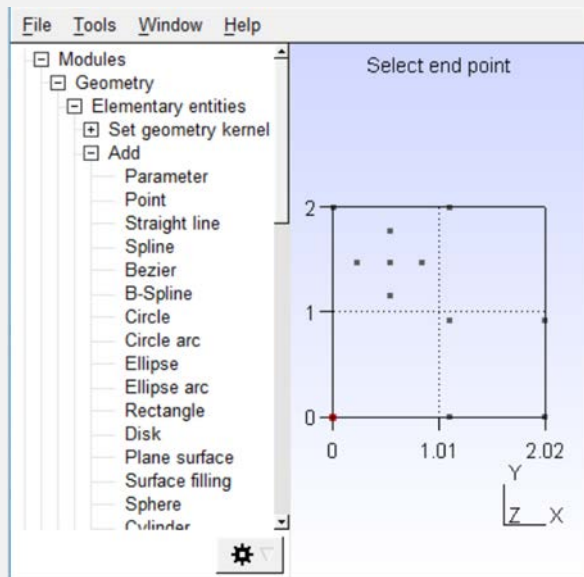 File Tools Window Help
Modules
Geometry
Elementary entities
Set geometry kernel
Add
Parameter
Point
Straight line
Spline
Bezier
B-Spline
Circle
Circle arc
Ellipse
Ellipse arc
Rectangle
Disk
Plane surface
Surface filling
Sphere
Cylinder
Select end point
2
1
0
0 1.01 2.02
Y
Z X